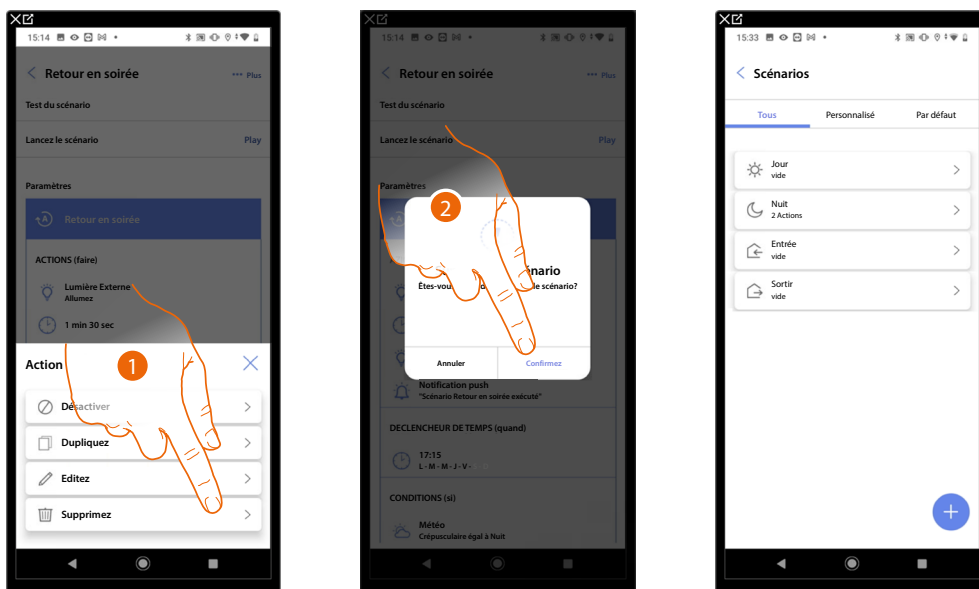 15:14
Retour en soirée
Plus
Test du scénario
Lancez le scénario Play
Paramètres
Retour en soirée
ACTIONS (faire)
Lumière Externe
Allumez
1 min 30 sec
Action
1
Désactiver
Dupliquez
Editez
Supprimez
15:14
Retour en soirée
Plus
Test du scénario
Lancez le scénario Play
Paramètres
2
Êtes-vous le scénario?
Annuler Confirmez
Notification push
"Scénario Retour en soirée exécuté"
DECLENCHEUR DE TEMPS (quand)
17:15
L - M - M - J - V -
CONDITIONS (si)
Météo
Crépusculaire égal à Nuit
15:33
Scénarios
Tous Personnalisé Par défaut
Jour
vide
Nuit
2 Actions
Entrée
vide
Sortir
vide